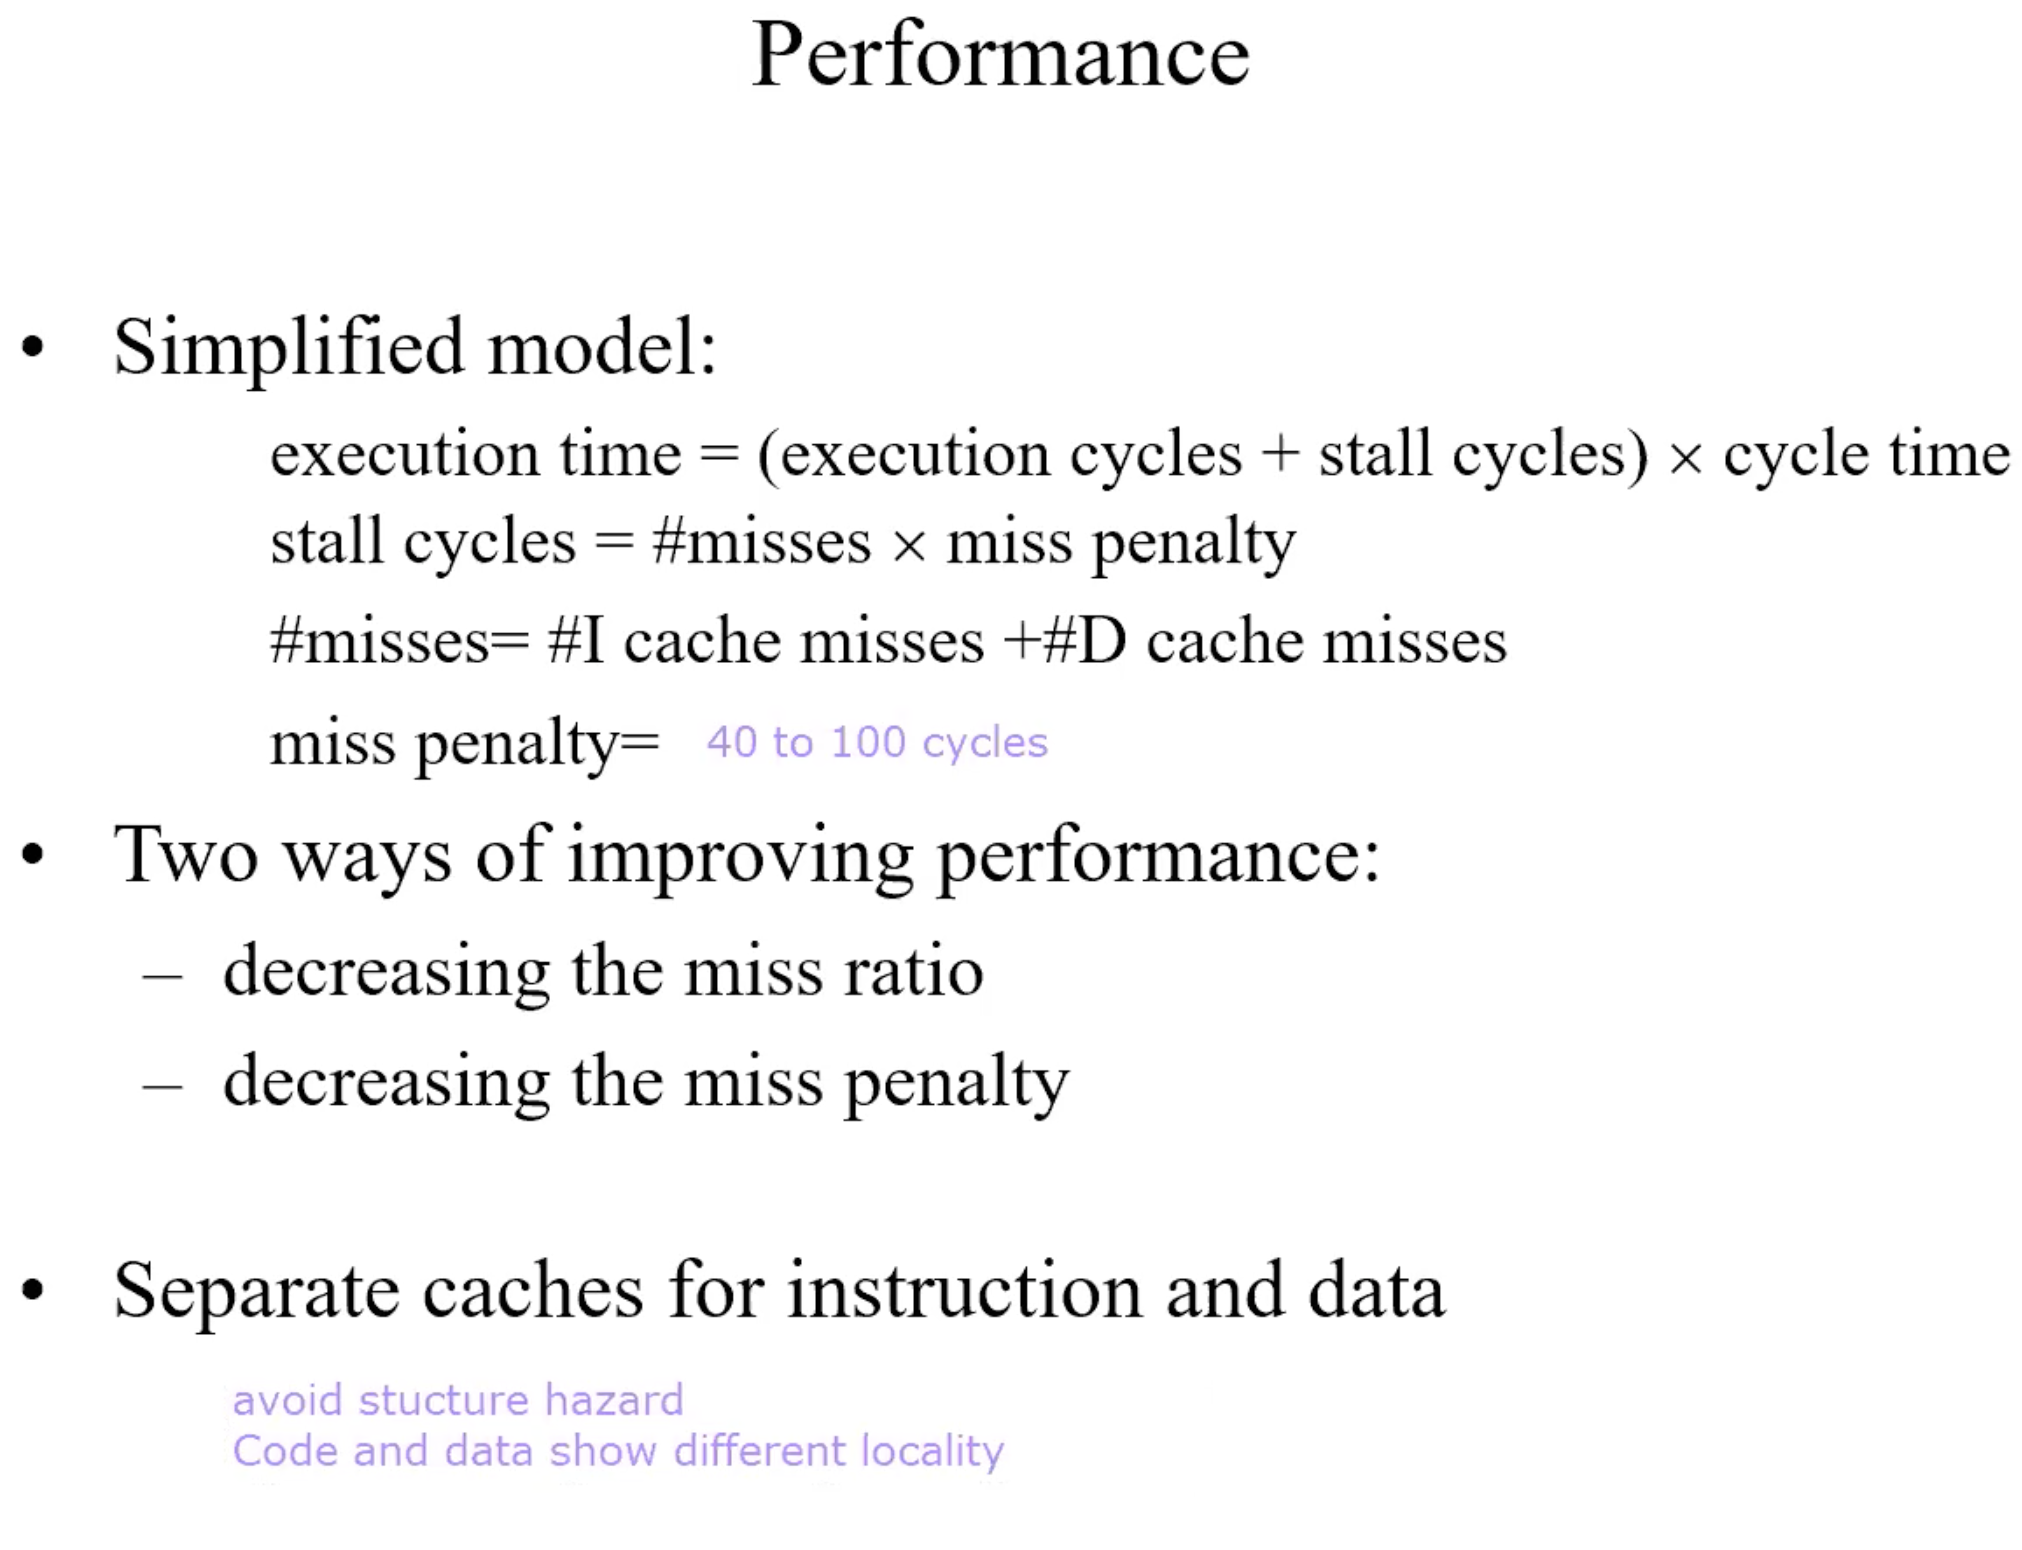 Performance
• Simplified model:
execution time = (execution cycles + stall cycles) × cycle time
stall cycles = #misses × miss penalty
#misses= #I cache misses +#D cache misses
miss penalty= 40 to 100 cycles
• Two ways of improving performance:
– decreasing the miss ratio
– decreasing the miss penalty
• Separate caches for instruction and data
avoid stucture hazard
Code and data show different locality